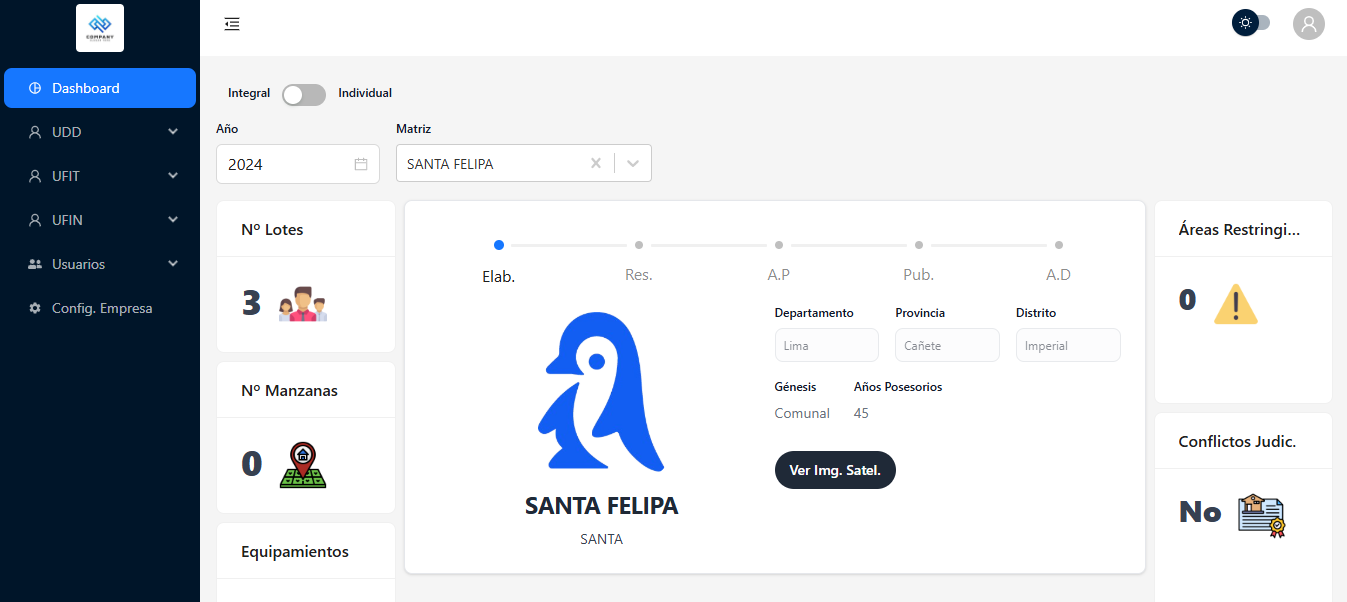 COMPANY
Dashboard
UDD
UFIT
UFIN
Usuarios
Config. Empresa
Integral
Individual
Año
Matriz
2024
SANTA FELIPA
Nº Lotes
3
Nº Manzanas
0
Equipamientos
Elab.
Res.
A.P
Pub.
A.D
SANTA FELIPA
SANTA
Departamento
Provincia
Distrito
Lima
Cañete
Imperial
Génesis
Años Posesorios
Comunal
45
Ver Img. Satel.
Áreas Restringi...
0
Conflictos Judic.
No